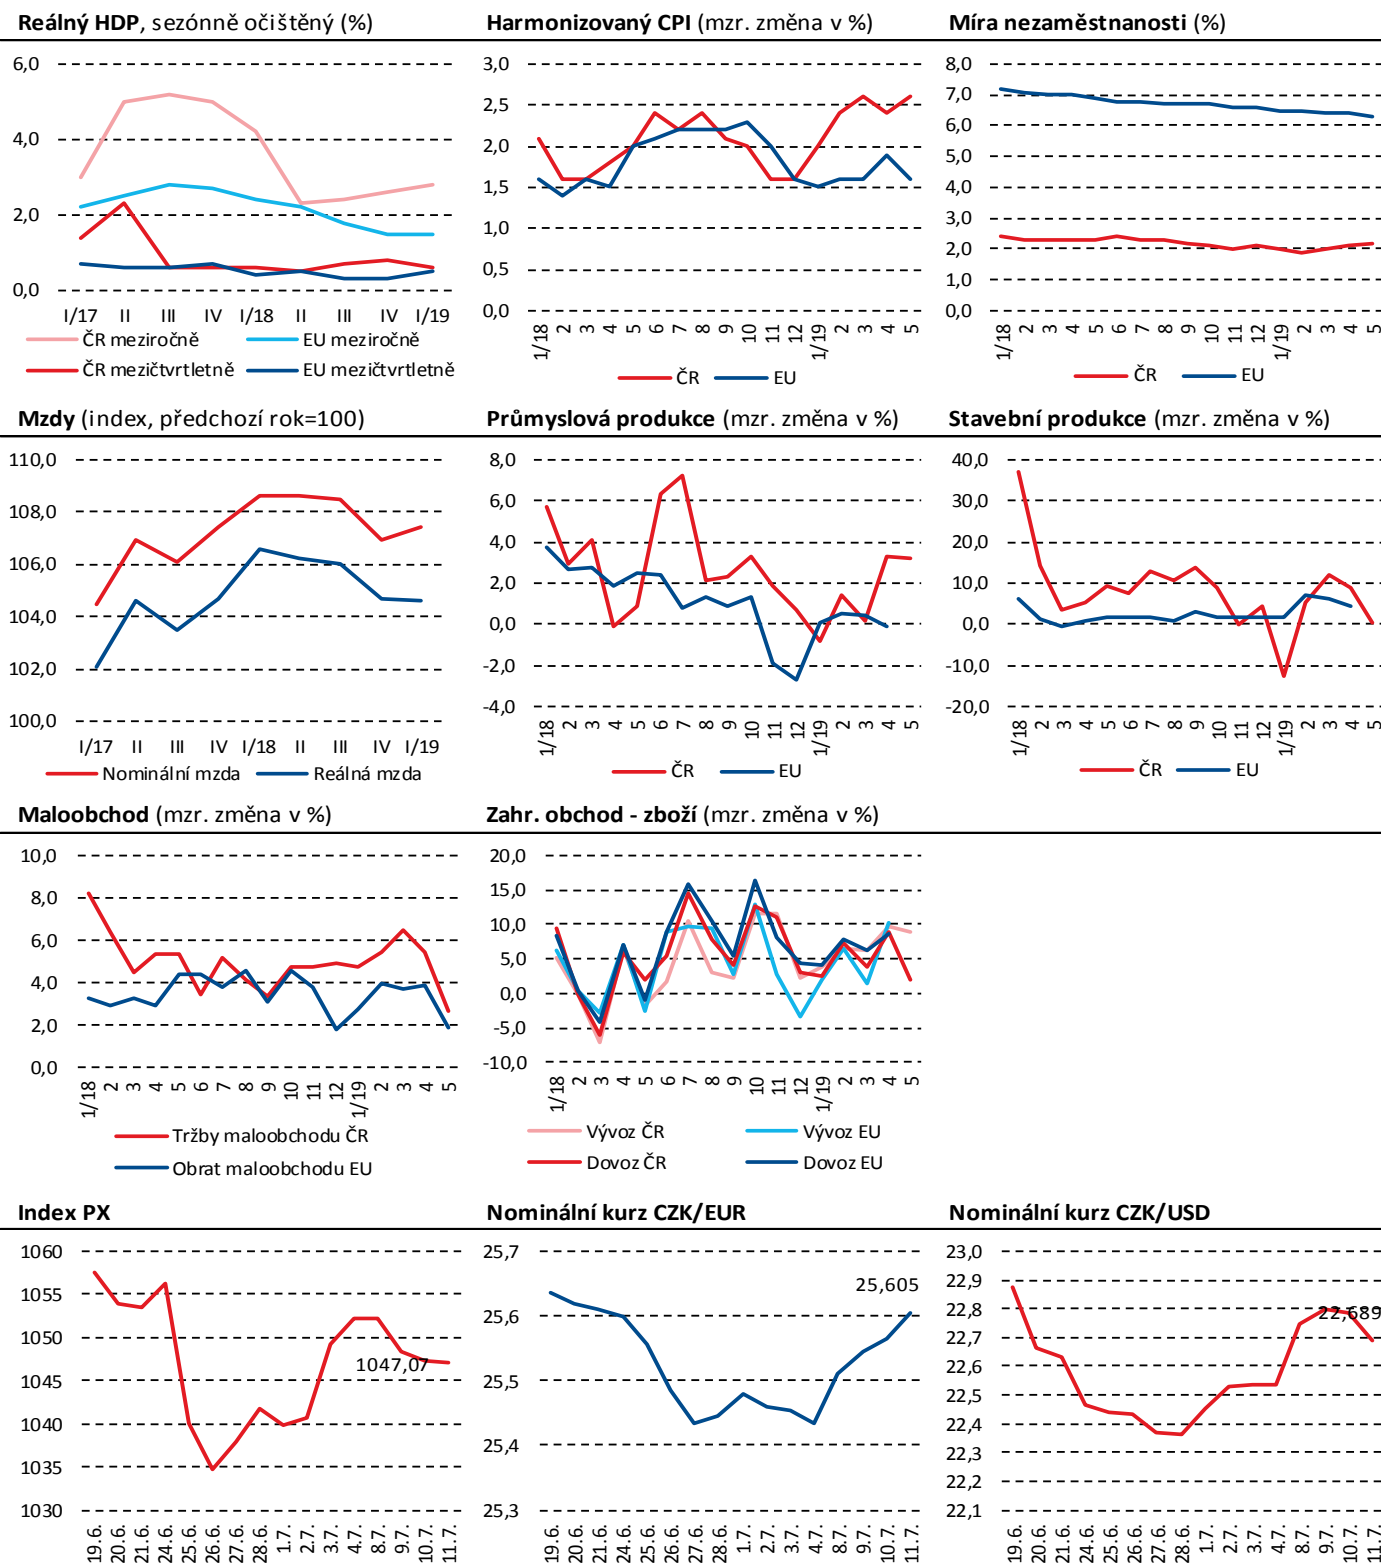 Reálný HDP, sezónně očištěný (%)
6,0
4,0
2,0
0,0
I/17 II III IV I/18 II III IV I/19
ČR meziročně EU meziročně
ČR mezičtvrtletně EU mezičtvrtletně
Harmonizovaný CPI (mzr. změna v %)
3,0
2,5
2,0
1,5
1,0
0,5
0,0
1/18 2 3 4 5 6 7 8 9 10 11 12 1/19 2 3 4 5
ČR EU
Míra nezaměstnanosti (%)
8,0
7,0
6,0
5,0
4,0
3,0
2,0
1,0
0,0
1/18 2 3 4 5 6 7 8 9 10 11 12 1/19 2 3 4 5
ČR EU
Mzdy (index, předchozí rok=100)
110,0
108,0
106,0
104,0
102,0
100,0
I/17 II III IV I/18 II III IV I/19
Nominální mzda Reálná mzda
Průmyslová produkce (mzr. změna v %)
8,0
6,0
4,0
2,0
0,0
-2,0
-4,0
1/18 2 3 4 5 6 7 8 9 10 11 12 1/19 2 3 4 5
ČR EU
Stavební produkce (mzr. změna v %)
40,0
30,0
20,0
10,0
0,0
-10,0
-20,0
1/18 2 3 4 5 6 7 8 9 10 11 12 1/19 2 3 4 5
ČR EU
Maloobchod (mzr. změna v %)
10,0
8,0
6,0
4,0
2,0
0,0
1/18 2 3 4 5 6 7 8 9 10 11 12 1/19 2 3 4 5
Tržby maloobchodu ČR
Obrat maloobchodu EU
Zahr. obchod - zboží (mzr. změna v %)
20,0
15,0
10,0
5,0
0,0
-5,0
-10,0
1/18 2 3 4 5 6 7 8 9 10 11 12 1/19 2 3 4 5
Vývoz ČR Vývoz EU
Dovoz ČR Dovoz EU
Index PX
1060
1055
1050
1045
1040
1035
1030
1047,07
19.6. 20.6. 21.6. 24.6. 25.6. 26.6. 27.6. 28.6. 1.7. 2.7. 3.7. 4.7. 8.7. 9.7. 10.7. 11.7.
Nominální kurz CZK/EUR
25,7
25,6
25,5
25,4
25,3
25,605
19.6. 20.6. 21.6. 24.6. 25.6. 26.6. 27.6. 28.6. 1.7. 2.7. 3.7. 4.7. 8.7. 9.7. 10.7. 11.7.
Nominální kurz CZK/USD
23,0
22,9
22,8
22,7
22,6
22,5
22,4
22,3
22,2
22,1
22,689
19.6. 20.6. 21.6. 24.6. 25.6. 26.6. 27.6. 28.6. 1.7. 2.7. 3.7. 4.7. 8.7. 9.7. 10.7. 11.7.